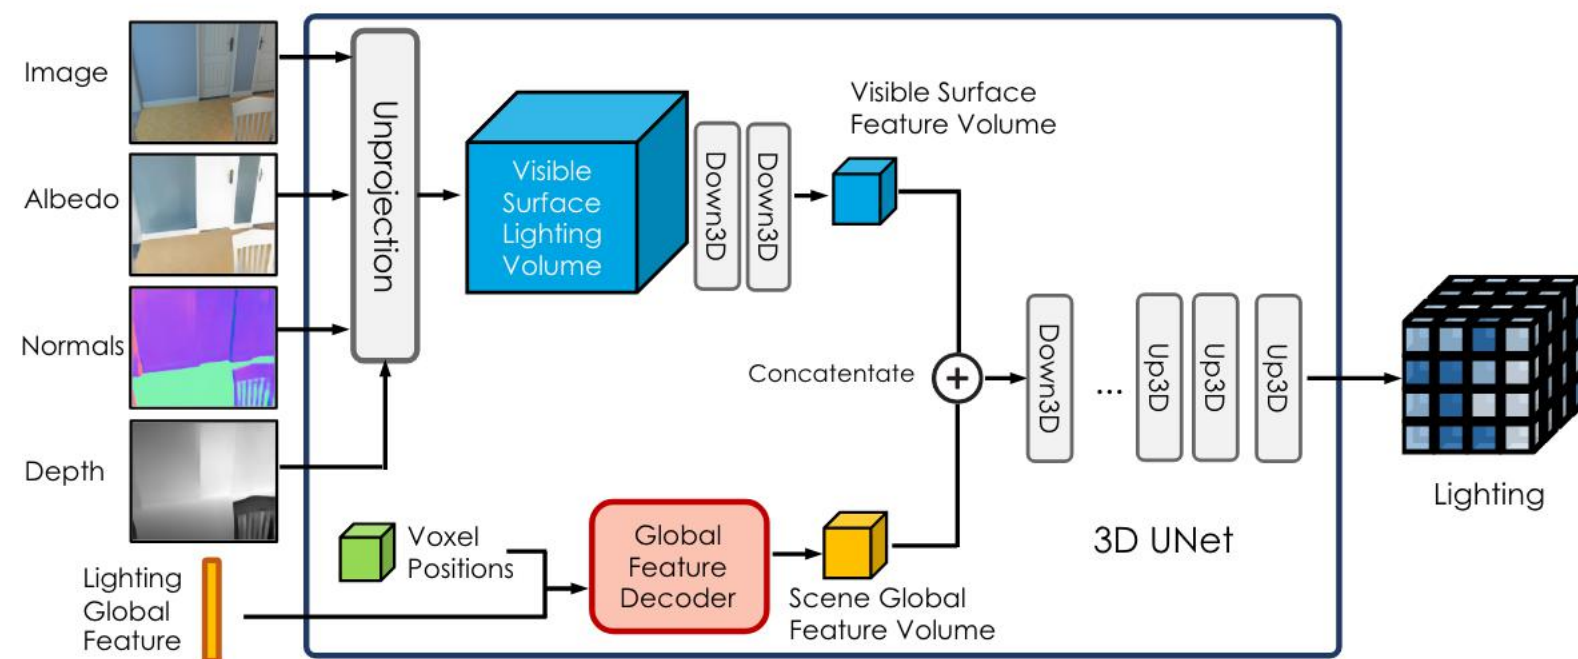 Image
Albedo
Normals
Depth
Lighting
Global
Feature
Unprojection
Visible
Surface
Lighting
Volume
Down3D
Down3D
Visible Surface
Feature Volume
Concatentate
+
Down3D
...
Up3D
Up3D
Up3D
Lighting
3D UNet
Voxel
Positions
Global
Feature
Decoder
Scene Global
Feature Volume